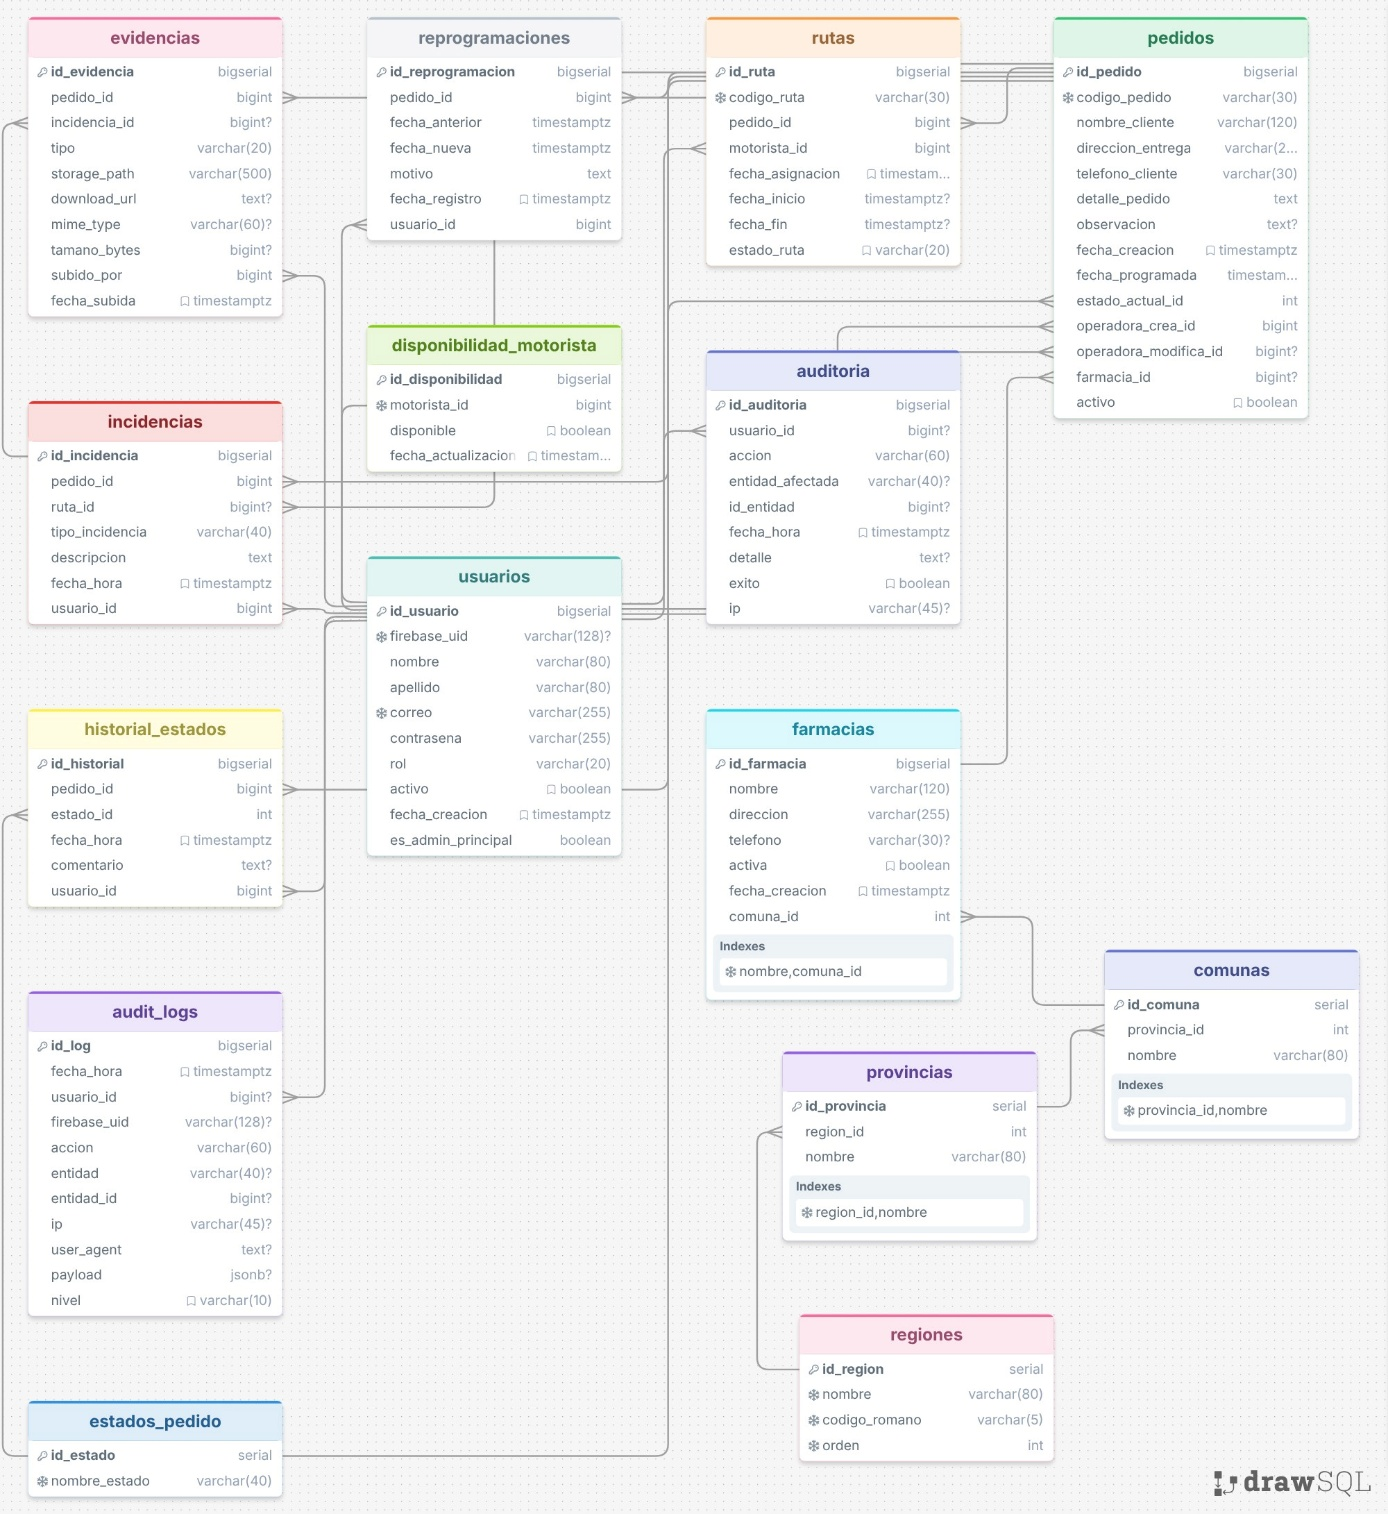 evidencias
id_evidencia bigserial
pedido_id bigint
incidencia_id bigint?
tipo varchar(20)
storage_path varchar(500)
download_url text?
mime_type varchar(60)?
tamano_bytes bigint?
subido_por bigint
fecha_subida timestamptz
reprogramaciones
id_reprogramacion bigserial
pedido_id bigint
fecha_anterior timestamptz
fecha_nueva timestamptz
motivo text
fecha_registro timestamptz
usuario_id bigint
rutas
id_ruta bigserial
codigo_ruta varchar(30)
pedido_id bigint
motorista_id bigint
fecha_asignacion timestam...
fecha_inicio timestamptz?
fecha_fin timestamptz?
estado_ruta varchar(20)
pedidos
id_pedido bigserial
codigo_pedido varchar(30)
nombre_cliente varchar(120)
direccion_entrega varchar(2...
telefono_cliente varchar(30)
detalle_pedido text
observacion text?
fecha_creacion timestamptz
fecha_programada timestam...
estado_actual_id int
operadora_crea_id bigint
operadora_modifica_id bigint?
farmacia_id bigint?
activo boolean
disponibilidad_motorista
id_disponibilidad bigserial
motorista_id bigint
disponible boolean
fecha_actualizacion timestam...
auditoria
id_auditoria bigserial
usuario_id bigint?
accion varchar(60)
entidad_afectada varchar(40)?
id_entidad bigint?
fecha_hora timestamptz
detalle text?
exito boolean
ip varchar(45)?
incidencias
id_incidencia bigserial
pedido_id bigint
ruta_id bigint?
tipo_incidencia varchar(40)
descripcion text
fecha_hora timestamptz
usuario_id bigint
usuarios
id_usuario bigserial
firebase_uid varchar(128)?
nombre varchar(80)
apellido varchar(80)
correo varchar(255)
contrasena varchar(255)
rol varchar(20)
activo boolean
fecha_creacion timestamptz
es_admin_principal boolean
historial_estados
id_historial bigserial
pedido_id bigint
estado_id int
fecha_hora timestamptz
comentario text?
usuario_id bigint
farmacias
id_farmacia bigserial
nombre varchar(120)
direccion varchar(255)
telefono varchar(30)?
activa boolean
fecha_creacion timestamptz
comuna_id int
Indexes
nombre,comuna_id
comunas
id_comuna serial
provincia_id int
nombre varchar(80)
Indexes
provincia_id,nombre
audit_logs
id_log bigserial
fecha_hora timestamptz
usuario_id bigint?
firebase_uid varchar(128)?
accion varchar(60)
entidad varchar(40)?
entidad_id bigint?
ip varchar(45)?
user_agent text?
payload jsonb?
nivel varchar(10)
provincias
id_provincia serial
region_id int
nombre varchar(80)
Indexes
region_id,nombre
regiones
id_region serial
nombre varchar(80)
codigo_romano varchar(5)
orden int
estados_pedido
id_estado serial
nombre_estado varchar(40)
drawSQL